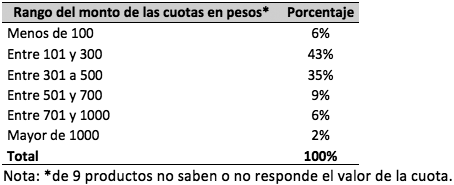 Rango del monto de las cuotas en pesos* Porcentaje
Menos de 100 6%
Entre 101 y 300 43%
Entre 301 a 500 35%
Entre 501 y 700 9%
Entre 701 y 1000 6%
Mayor de 1000 2%
Total 100%
Nota: *de 9 productos no saben o no responde el valor de la cuota.